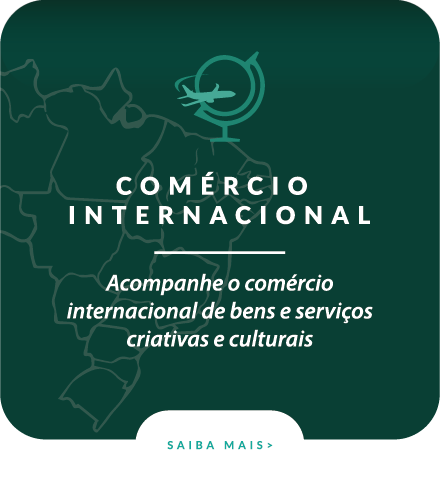 COMÉRCIO
INTERNACIONAL
Acompanhe o comércio
internacional de bens e serviços
criativas e culturais
SAIBA MAIS>